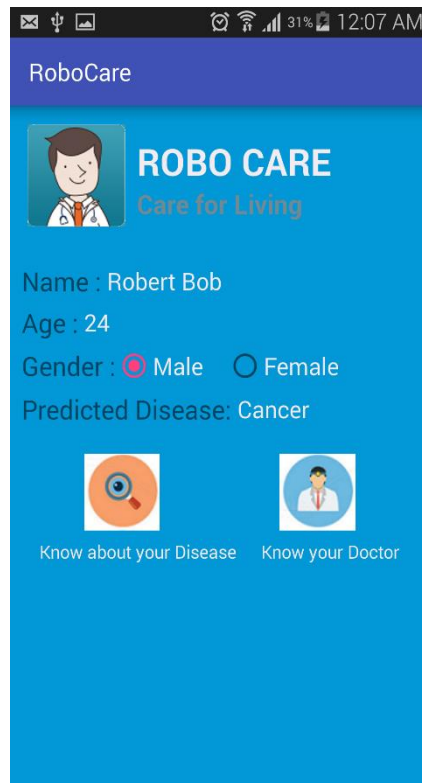 31% 12:07 AM
RoboCare
ROBO CARE
Care for Living
Name : Robert Bob
Age : 24
Gender : Male Female
Predicted Disease: Cancer
Know about your Disease Know your Doctor